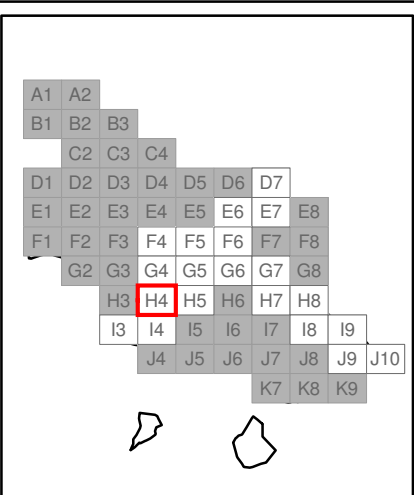 A1 A2
B1 B2 B3
C2 C3 C4
D1 D2 D3 D4 D5 D6 D7
E1 E2 E3 E4 E5 E6 E7 E8
F1 F2 F3 F4 F5 F6 F7 F8
G2 G3 G4 G5 G6 G7 G8
H3 H4 H5 H6 H7 H8
I3 I4 I5 I6 I7 I8 I9
J4 J5 J6 J7 J8 J9 J10
K7 K8 K9